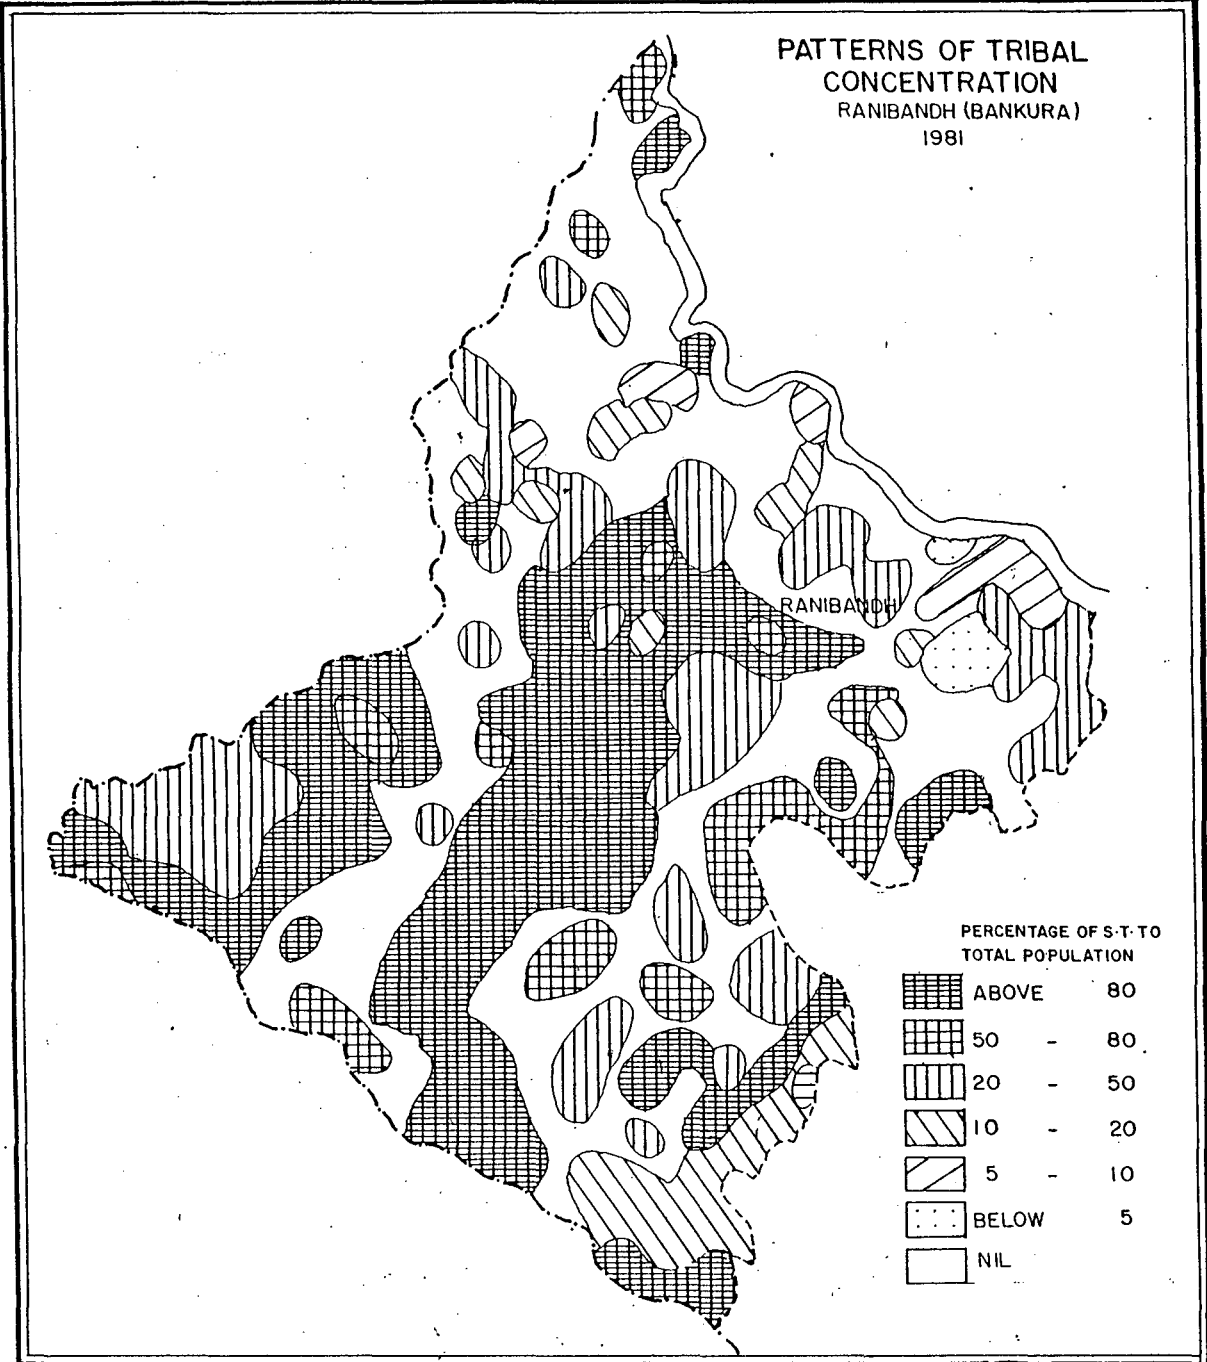 PATTERNS OF TRIBAL
CONCENTRATION
RANIBANDH (BANKURA)
1981
RANIBANDH
PERCENTAGE OF S·T· TO
TOTAL POPULATION
ABOVE 80
50 - 80
20 - 50
10 - 20
5 - 10
BELOW 5
NIL